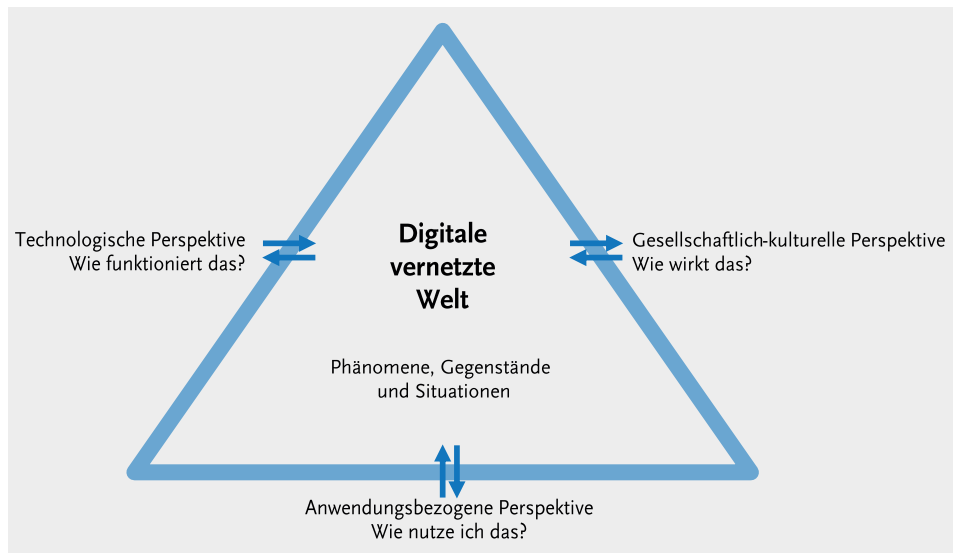 Technologische Perspektive
Wie funktioniert das?
Digitale
vernetzte
Welt
Gesellschaftlich-kulturelle Perspektive
Wie wirkt das?
Phänomene, Gegenstände
und Situationen
Anwendungsbezogene Perspektive
Wie nutze ich das?